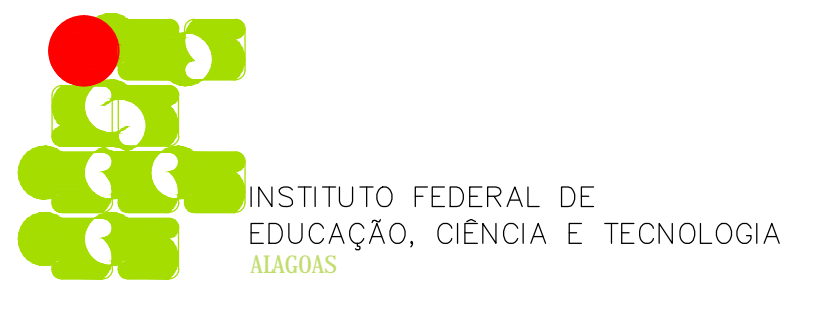 INSTITUTO FEDERAL DE
EDUCAÇÃO, CIÊNCIA E TECNOLOGIA
ALAGOAS